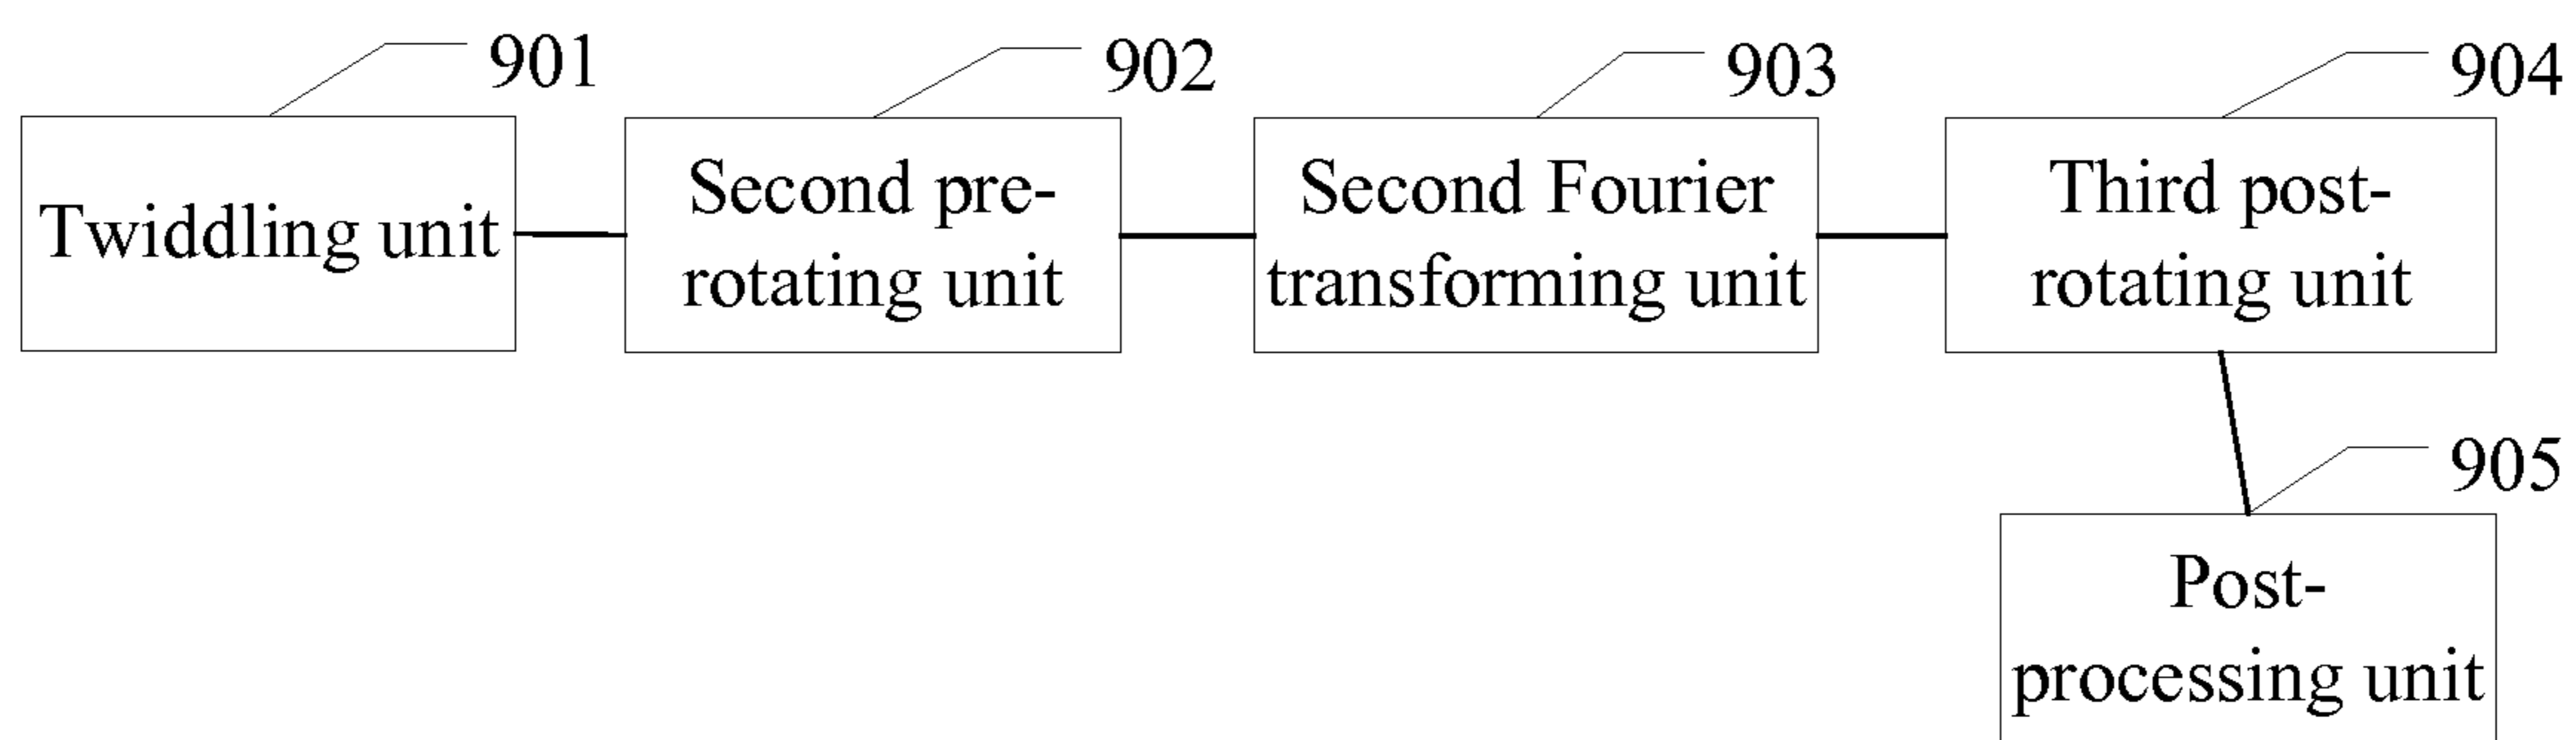 901
902
903
904
Twiddling unit
Second pre-
rotating unit
Second Fourier
transforming unit
Third post-
rotating unit
905
Post-
processing unit